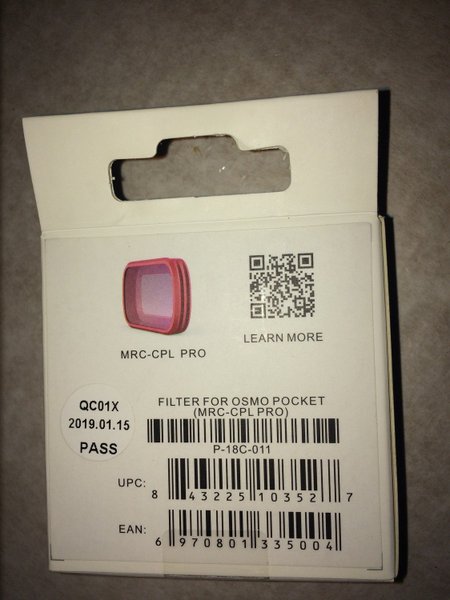 MRC-CPL PRO
LEARN MORE
QC01X
2019.01.15
PASS
FILTER FOR OSMO POCKET
(MRC-CPL PRO)
P-18C-011
UPC: 8 43225 10352 7
EAN: 6 970801 335004